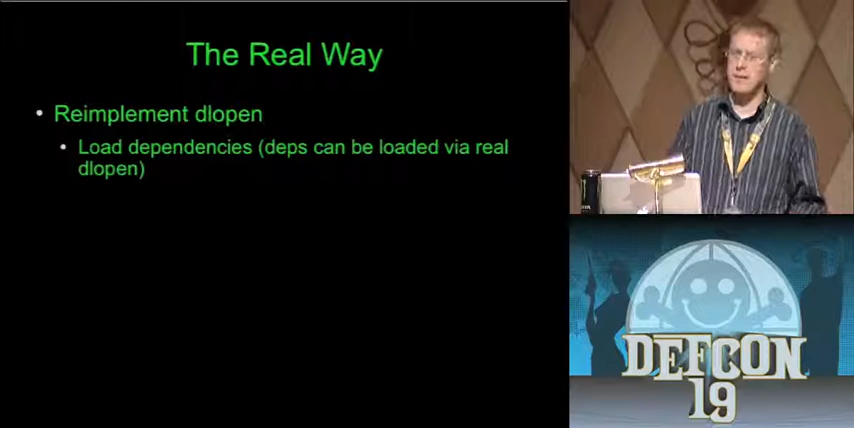 The Real Way
Reimplement dlopen
Load dependencies (deps can be loaded via real
dlopen)
DEFCON
19